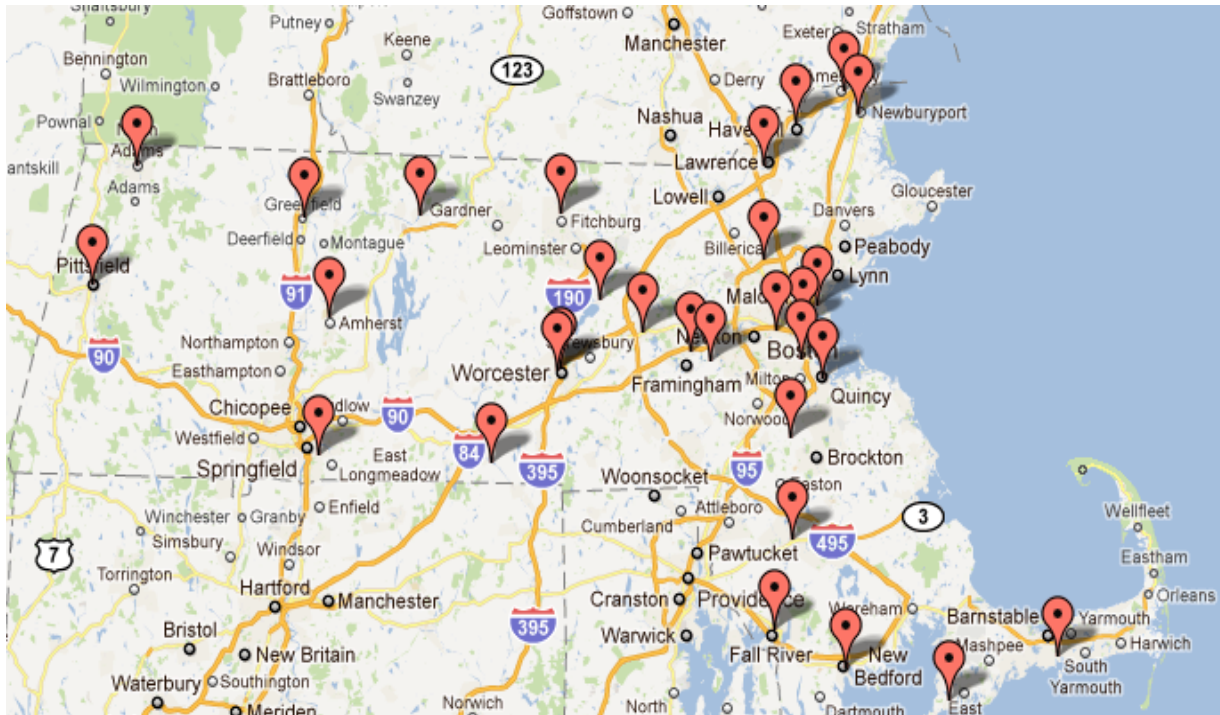 Shaftsbury
Putney
Goffstown
Exeter
Stratham
Manchester
Keene
Bennington
123
Derry
Wilmington
Swanzey
Brattleboro
Newburyport
Pownal
Nashua
Lawrence
antskill
Adams
Adams
Lowell
Gloucester
Gardner
Fitchburg
Danvers
Deerfield
Montague
Leominster
Billerica
Peabody
Pittsfield
Lynn
91
190
Amherst
Northampton
90
Boston
Easthampton
Worcester
Framingham
Milton
Quincy
Chicopee
90
Norwood
Westfield
84
East
Longmeadow
Springfield
395
95
Brockton
Woonsocket
Winchester
Granby
Enfield
Attleboro
Cumberland
3
Wellfleet
Simsbury
495
7
Windsor
Pawtucket
Eastham
Torrington
Hartford
Manchester
Cranston
Providence
Wareham
Barnstable
Yarmouth
Orleans
395
Bristol
Warwick
Fall River
New
Bedford
Mashpee
Harwich
New Britain
South
Yarmouth
Southington
Waterbury
Norwich
North
Dartmouth
East
Meriden